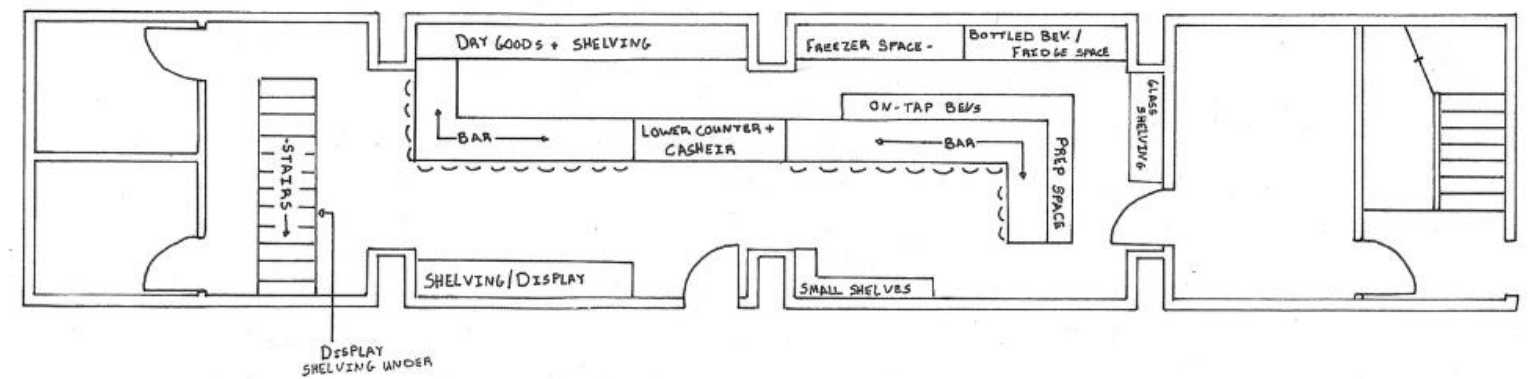 DRY GOODS + SHELVING
FREEZER SPACE-
BOTTLED BEV. /
FRIDGE SPACE
ON-TAP BEVS
GLASS
SHELVING
BAR
LOWER COUNTER +
CASHEIR
BAR
PREP SPACE
STAIRS
SHELVING/DISPLAY
SMALL SHELVES
DISPLAY
SHELVING UNDER